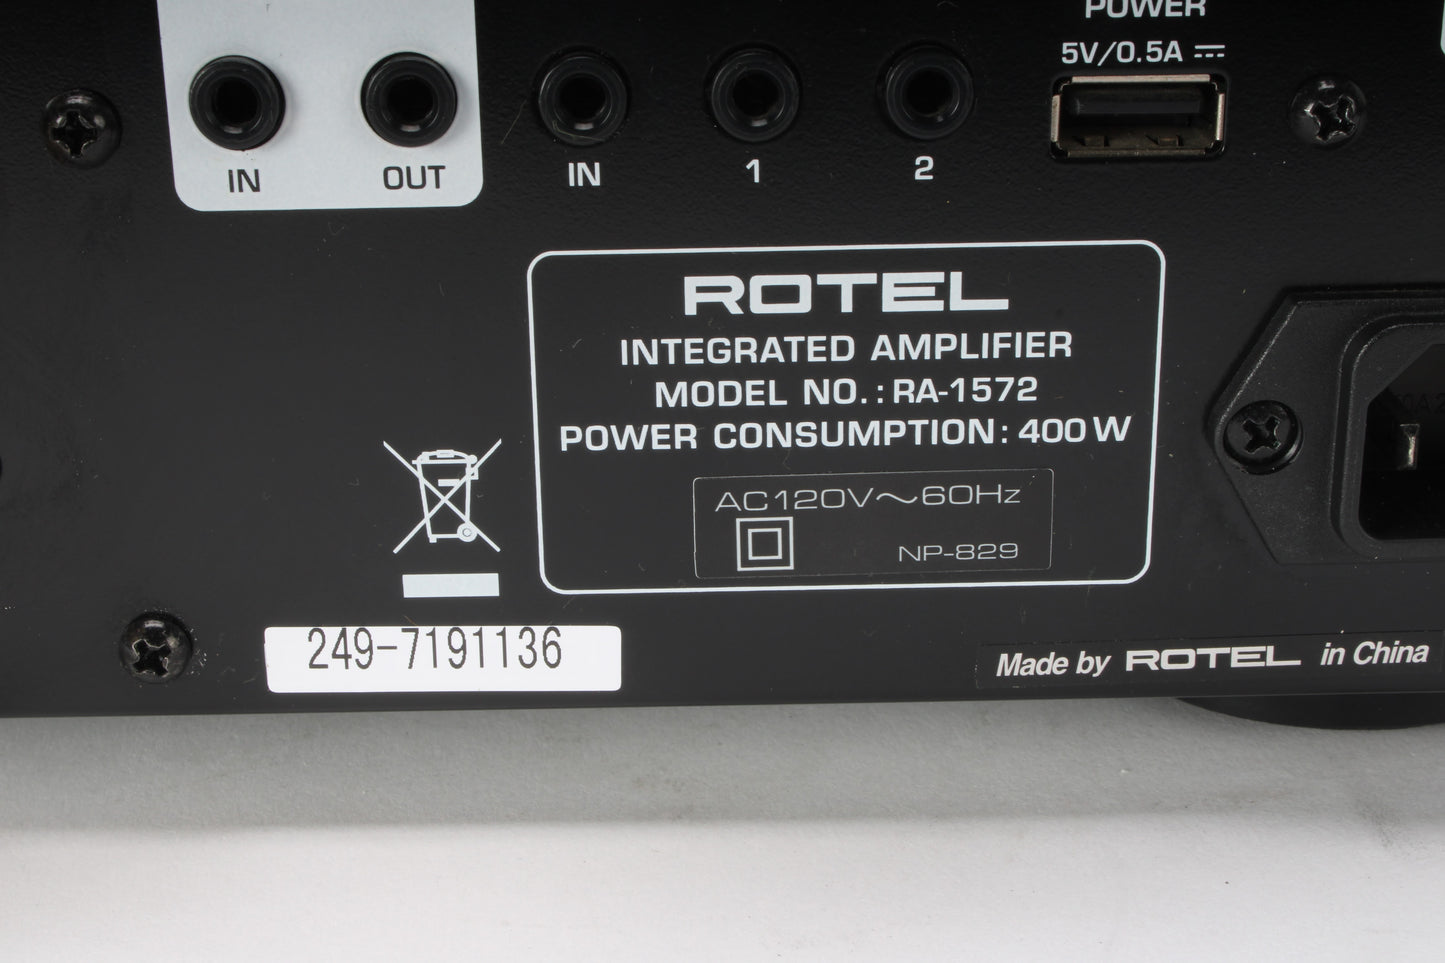 POWER
5V/0.5A
IN
OUT
IN
1
2
ROTEL
INTEGRATED AMPLIFIER
MODEL NO.: RA-1572
POWER CONSUMPTION: 400W
AC120V~60Hz
NP-829
249-7191136
Made by ROTEL in China